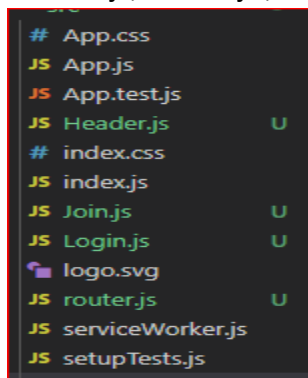 # App.css
JS App.js
JS App.test.js
JS Header.js U
# index.css
JS index.js
JS Join.js U
JS Login.js U
logo.svg
JS router.js U
JS serviceWorker.js
JS setupTests.js